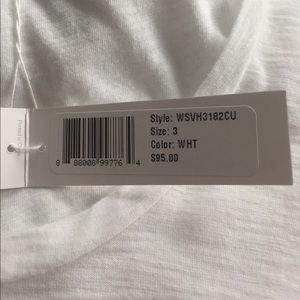 Style: WSVH3182CU
Size: 3
Color: WHT
$95.00
8 88008 99776 4